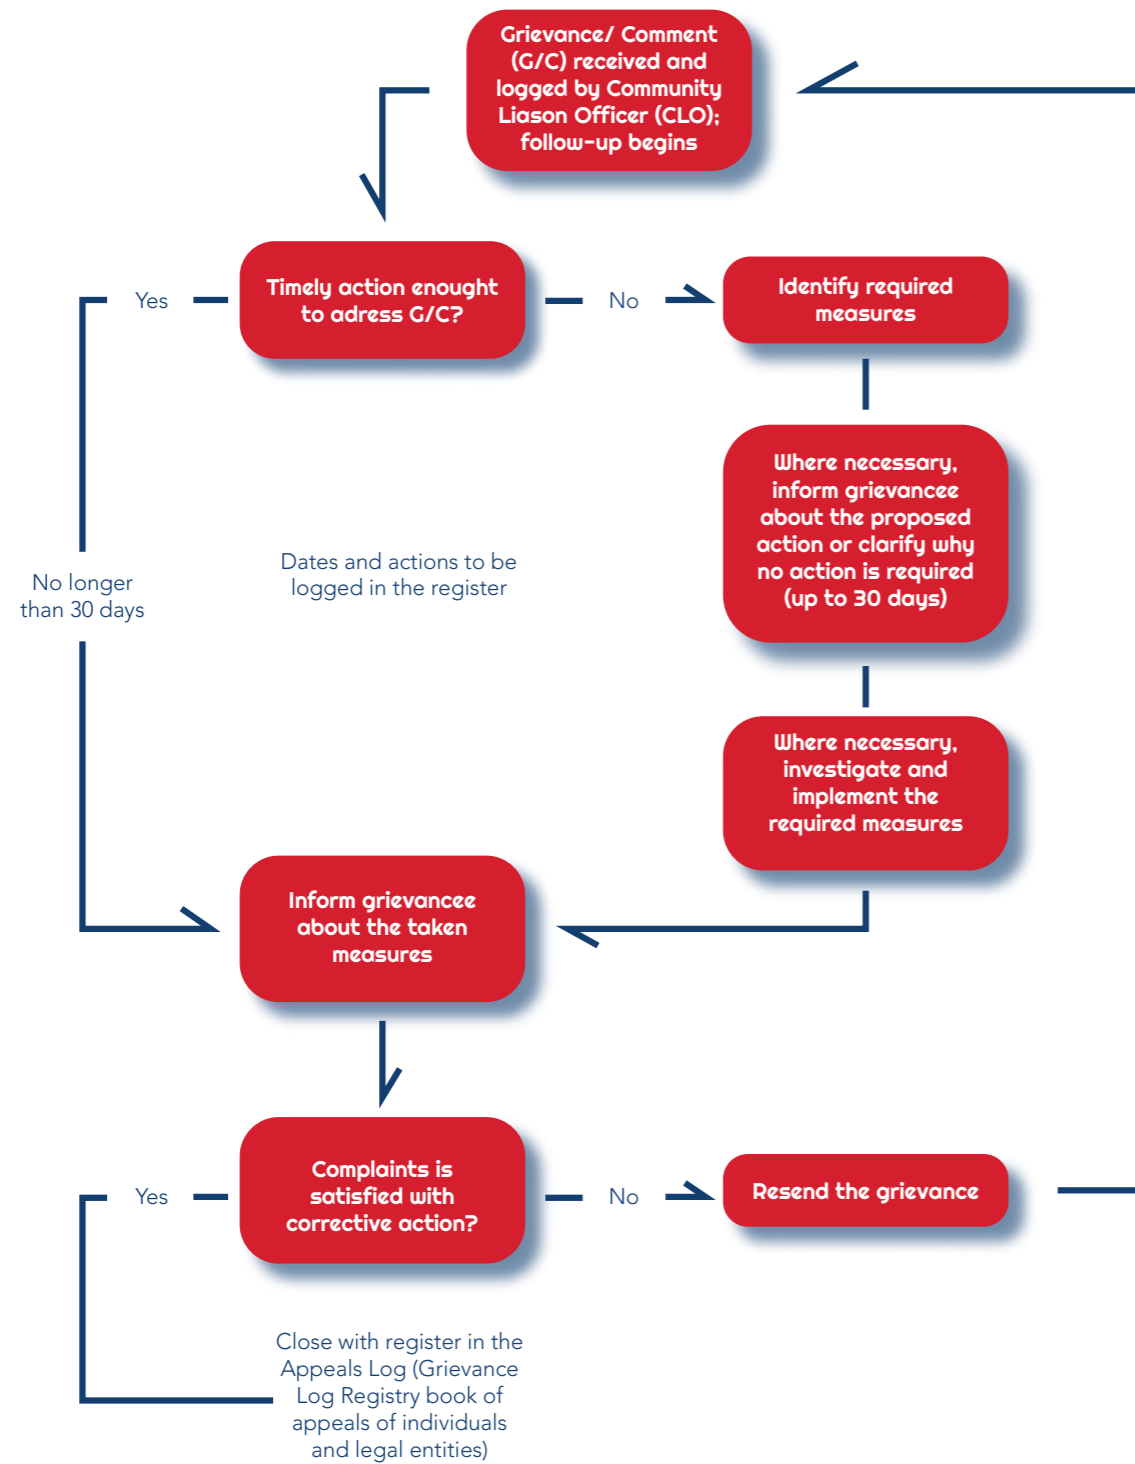 Grievance/ Comment
(G/C) received and
logged by Community
Liason Officer (CLO);
follow-up begins
Yes
Timely action enought
to adress G/C?
No
Identify required
measures
Where necessary,
inform grievancee
about the proposed
action or clarify why
no action is required
(up to 30 days)
No longer
than 30 days
Dates and actions to be
logged in the register
Where necessary,
investigate and
implement the
required measures
Inform grievancee
about the taken
measures
Yes
Complaints is
satisfied with
corrective action?
No
Resend the grievance
Close with register in the
Appeals Log (Grievance
Log Registry book of
appeals of individuals
and legal entities)